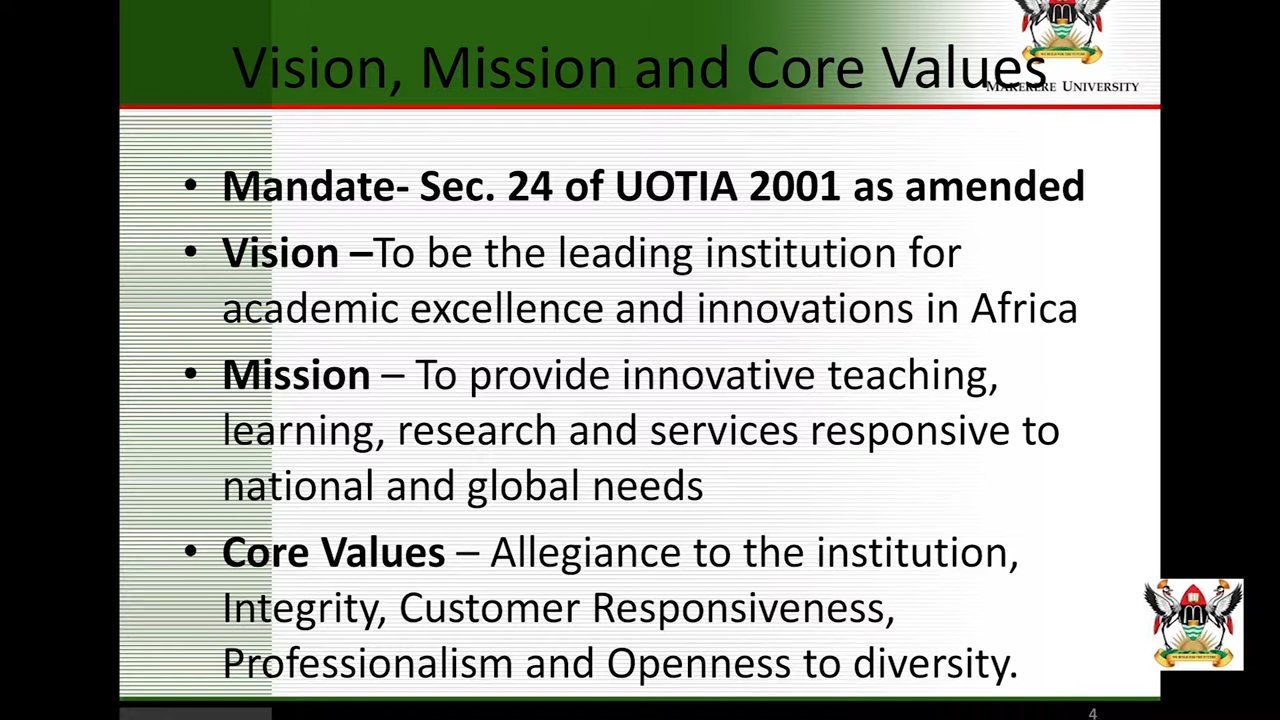 Vision, Mission and Core Values
MAKERERE UNIVERSITY
• Mandate- Sec. 24 of UOTIA 2001 as amended
• Vision –To be the leading institution for
academic excellence and innovations in Africa
• Mission – To provide innovative teaching,
learning, research and services responsive to
national and global needs
• Core Values – Allegiance to the institution,
Integrity, Customer Responsiveness,
Professionalism and Openness to diversity.
4